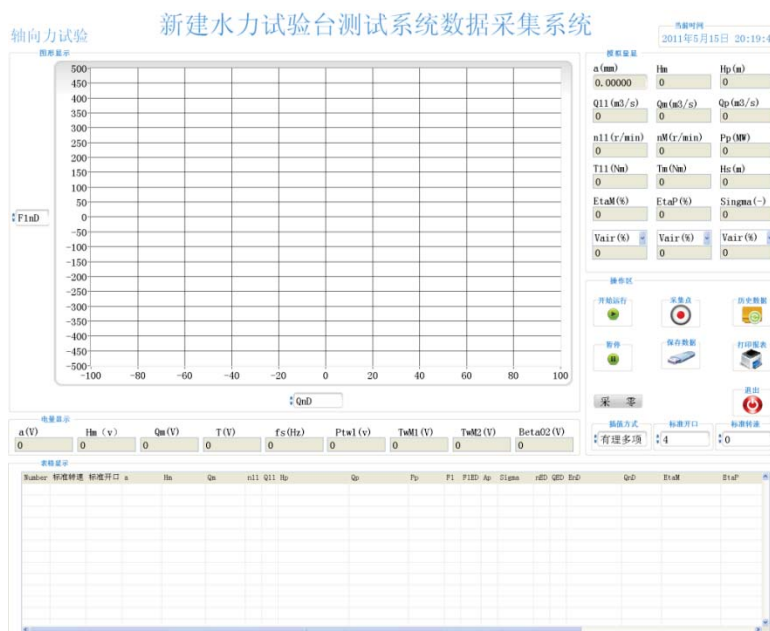 新建水力试验台测试系统数据采集系统
轴向力试验
当前时间
2011年5月15日 20:19:4
图形显示
500
450
400
350
300
250
200
150
100
50
0
-50
-100
-150
-200
-250
-300
-350
-400
-450
-500
F1nD
-100 -80 -60 -40 -20 0 20 40 60 80 100
QnD
模拟量显
a(mm) Hm Hp(m)
0.00000 0 0
Q11(m3/s) Qm(m3/s) Qp(m3/s)
0 0 0
n11(r/min) nM(r/min) Pp(MW)
0 0 0
T11(Nm) Tm(Nm) Hs(m)
0 0 0
EtaM(%) EtaP(%) Singma(-)
0 0 0
Vair(%) Vair(%) Vair(%)
0 0 0
操作区
开始运行 采集点 历史数据
暂停 保存数据 打印报表
采 零 退出
插值方式 标准开口 标准转速
有理多项 4 0
电量显示
a(V) Hm (v) Qm(V) T(V) fs(Hz) Ptw1(v) TwM1(V) TwM2(V) Beta02(V)
0 0 0 0 0 0 0 0 0
表格显示
Number 标准转速 标准开口 a Hm Qm n11 Q11 Hp Qp Pp F1 F1ED Ap Sigma nED QED EnD QnD EtaM EtaP